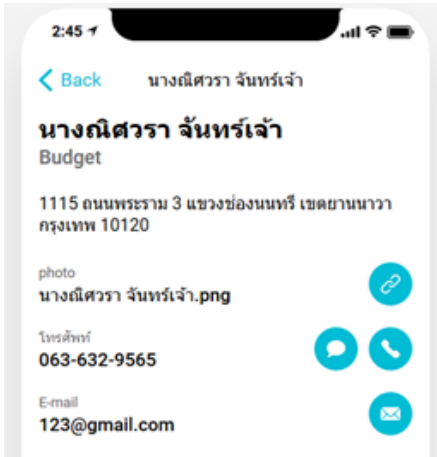 2:45
Back
นางณิศวรา จันทร์เจ้า
นางณิศวรา จันทร์เจ้า
Budget
1115 ถนนพระราม 3 แขวงช่องนนทรี เขตยานนาวา
กรุงเทพ 10120
photo
นางณิศวรา จันทร์เจ้า.png
โทรศัพท์
063-632-9565
E-mail
123@gmail.com